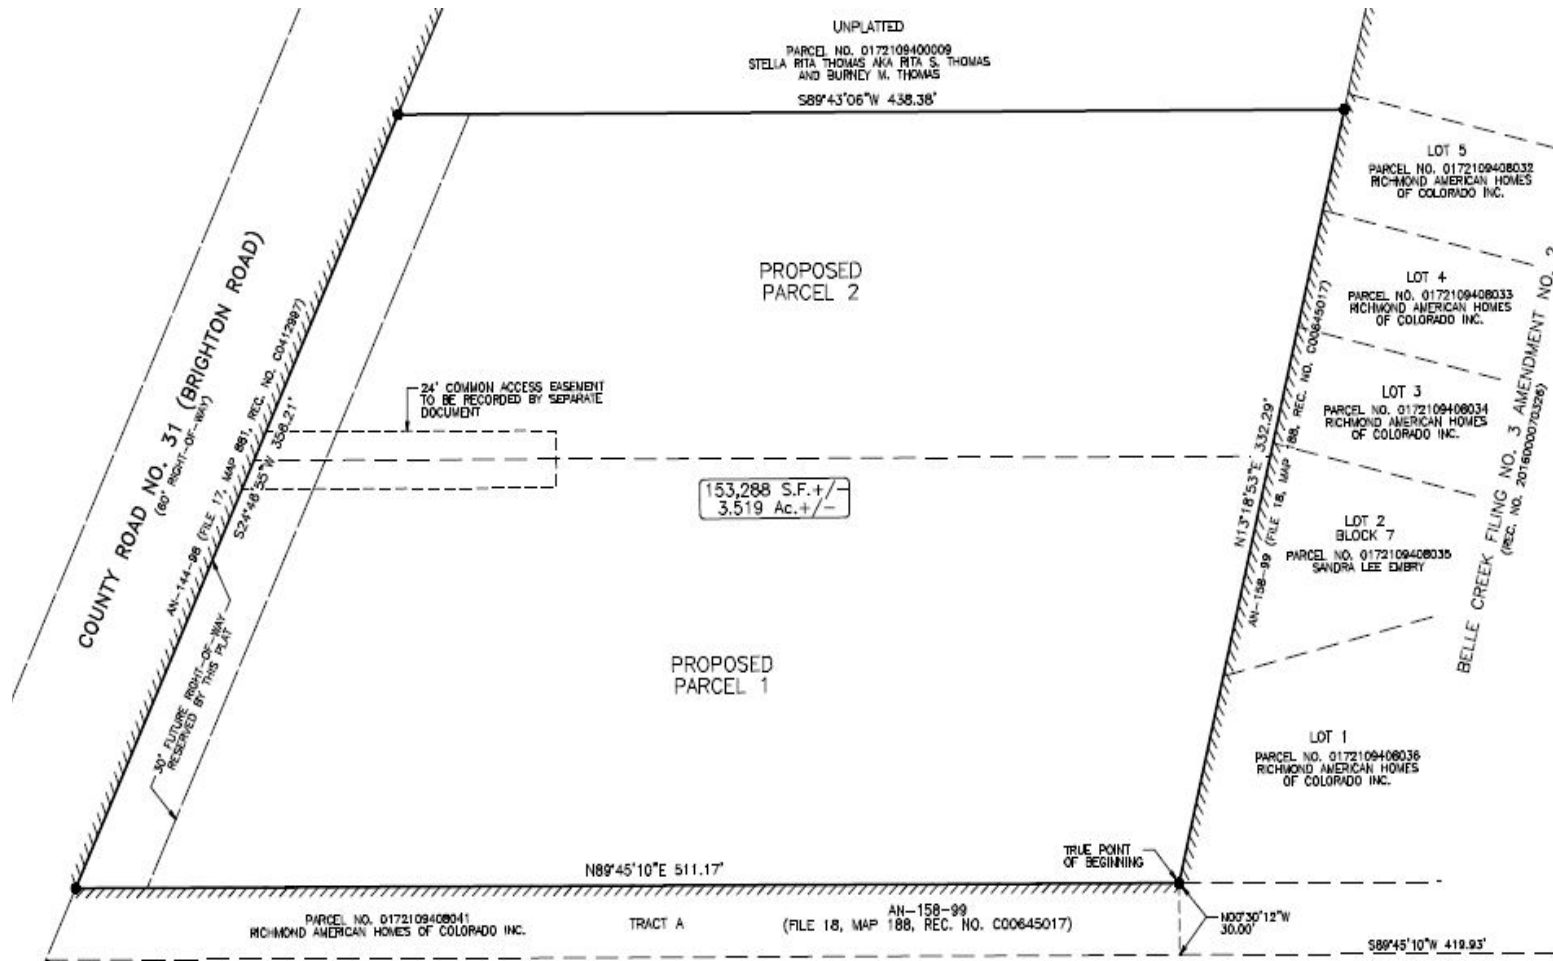 UNPLATTED
PARCEL NO. 0172109400009
STELLA RITA THOMAS AKA RITA S. THOMAS
AND BURNEY M. THOMAS
S89°43'06"W 438.38'
LOT 5
PARCEL NO. 0172109408032
RICHMOND AMERICAN HOMES
OF COLORADO INC.
PROPOSED
PARCEL 2
LOT 4
PARCEL NO. 0172109408033
RICHMOND AMERICAN HOMES
OF COLORADO INC.
COUNTY ROAD NO. 31 (BRIGHTON ROAD)
(60' RIGHT-OF-WAY)
AN-144-98 (FILE 17, MAP 881, REC. NO. C0412997)
S24°48'55"W 358.21'
24' COMMON ACCESS EASEMENT
TO BE RECORDED BY SEPARATE
DOCUMENT
LOT 3
PARCEL NO. 0172109408034
RICHMOND AMERICAN HOMES
OF COLORADO INC.
N13°18'53"E 332.29'
AN-158-99 (FILE 18, MAP 188, REC. NO. C00645017)
BELLE CREEK FILING NO. 3 AMENDMENT NO.
(REC. NO. 2016000070326)
153,288 S.F.+/-
3.519 Ac.+/-
LOT 2
BLOCK 7
PARCEL NO. 0172109408035
SANDRA LEE EMBRY
30' FUTURE RIGHT-OF-WAY
RESERVED BY THIS PLAT
PROPOSED
PARCEL 1
LOT 1
PARCEL NO. 0172109408036
RICHMOND AMERICAN HOMES
OF COLORADO INC.
TRUE POINT
OF BEGINNING
N89°45'10"E 511.17'
PARCEL NO. 0172109408041
RICHMOND AMERICAN HOMES OF COLORADO INC.
TRACT A
AN-158-99
(FILE 18, MAP 188, REC. NO. C00645017)
N00°30'12"W
30.00'
S89°45'10"W 419.93'